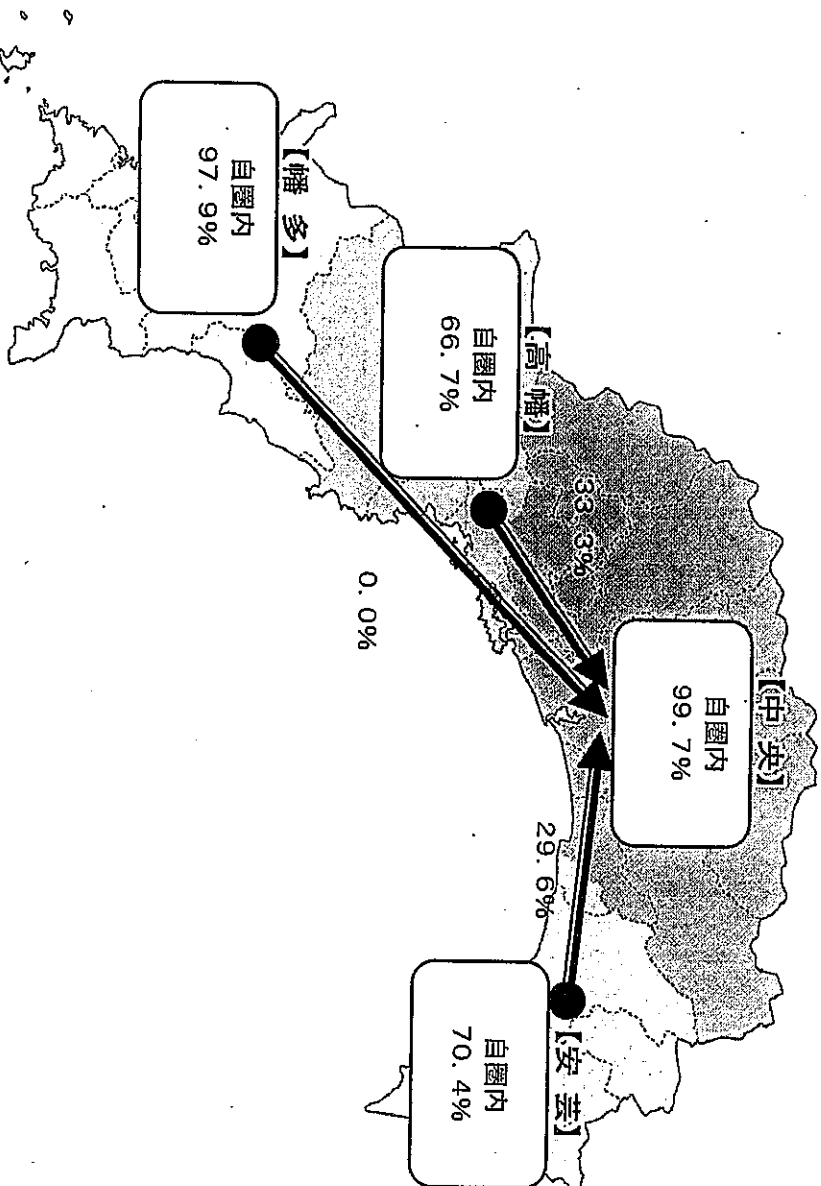 【中 央】
自圏内
99.7%
【高 幡】
自圏内
66.7%
33.3%
【幡 多】
自圏内
97.9%
0.0%
29.6%
【安 芸】
自圏内
70.4%